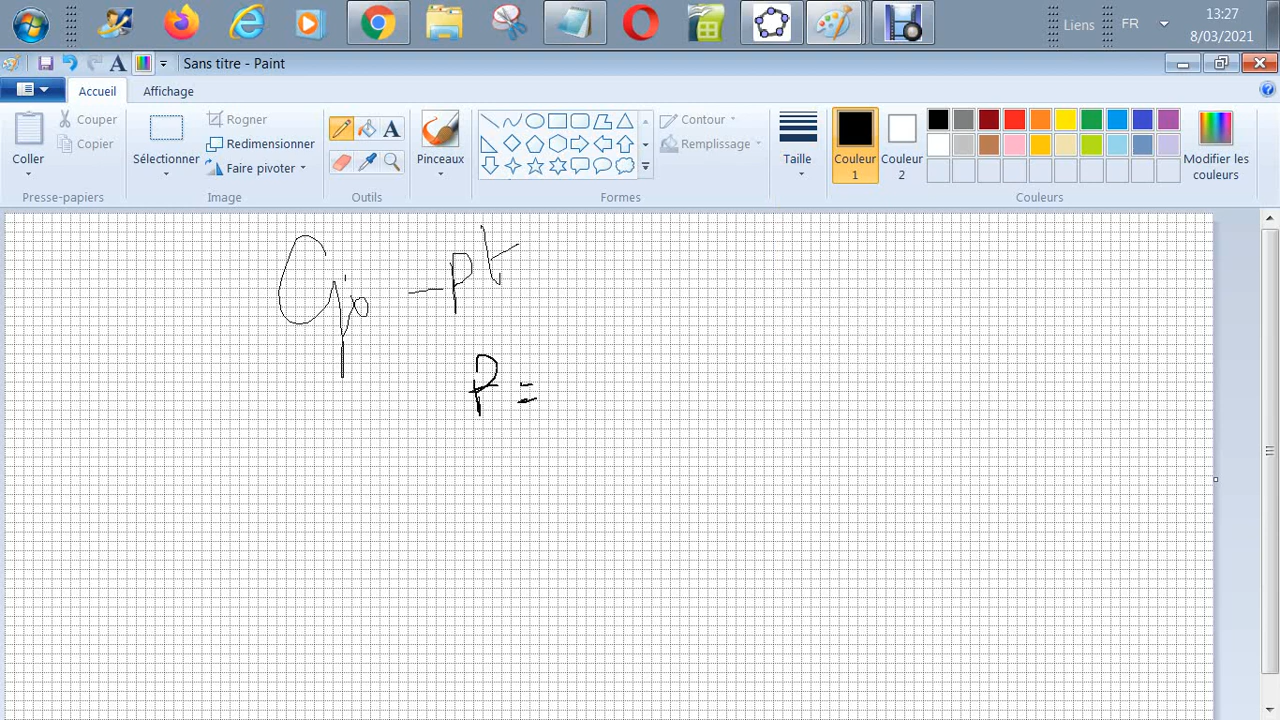 13:27
Liens FR
8/03/2021
Sans titre - Paint
Accueil Affichage
Couper
Copier
Coller
Presse-papiers
Rogner
Redimensionner
Faire pivoter
Sélectionner
Image
Outils
Pinceaux
Contour
Remplissage
Formes
Taille
Couleur
1
Couleur
2
Modifier les
couleurs
Couleurs
P =